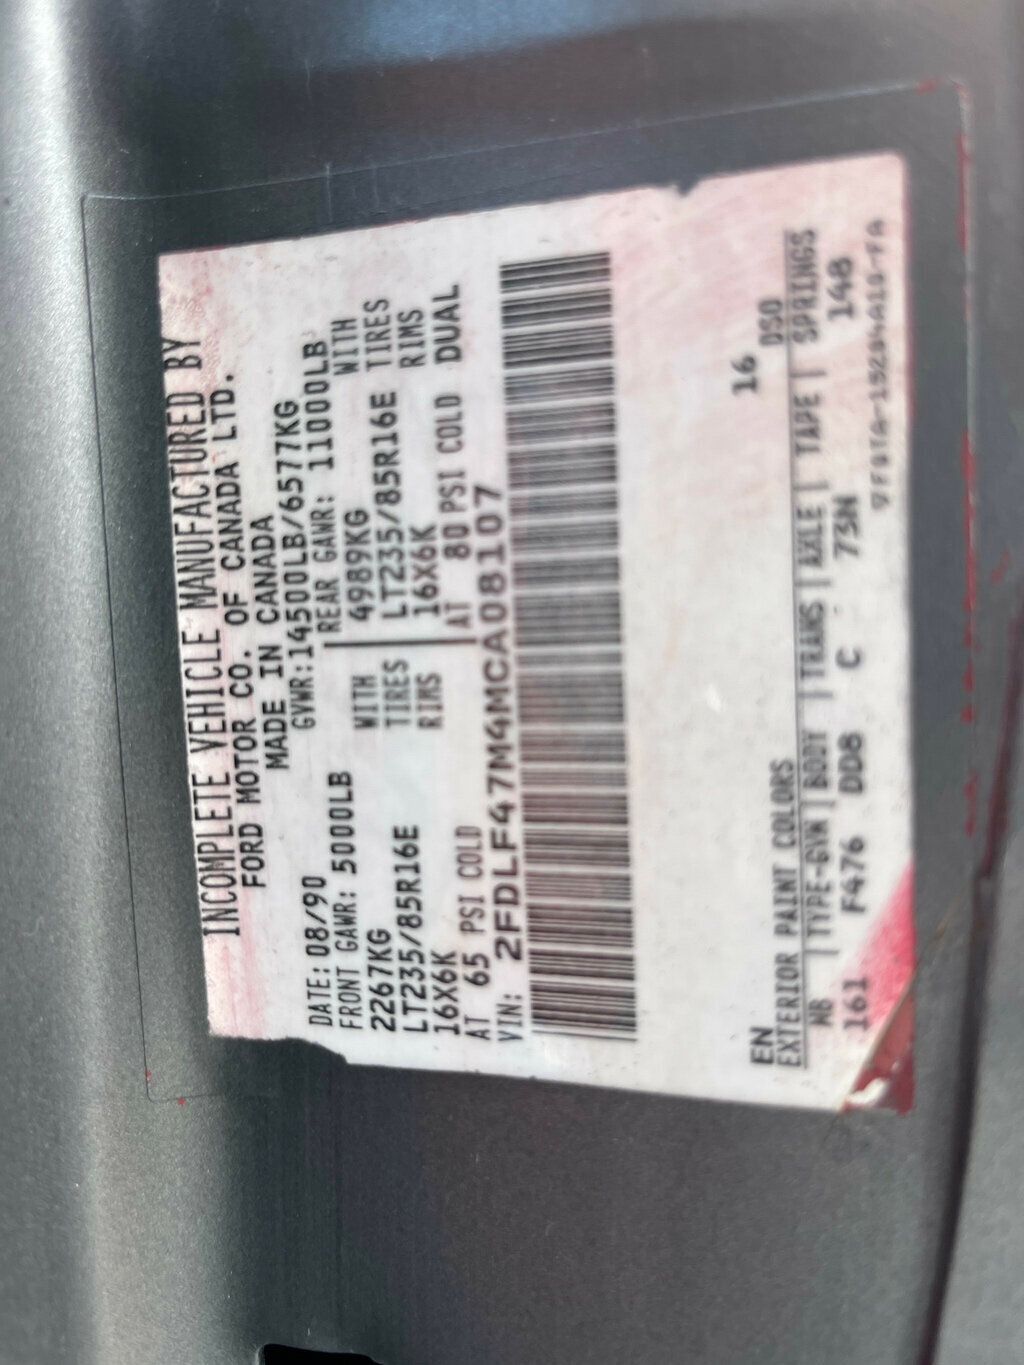 INCOMPLETE VEHICLE MANUFACTURED BY
FORD MOTOR CO. OF CANADA LTD.
MADE IN CANADA
DATE: 08/90 GVWR: 14500LB/6577KG
FRONT GAWR: 5000LB REAR GAWR: 11000LB
2267KG WITH 4989KG WITH
LT235/85R16E TIRES LT235/85R16E TIRES
16X6K RIMS 16X6K RIMS
AT 65 PSI COLD AT 80 PSI COLD DUAL
VIN: 2FDLF47M4MCA08107
EN 16
EXTERIOR PAINT COLORS DSO
WB | TYPE-GVW | BODY | TRANS | AXLE | TAPE | SPRINGS
161 F476 DD8 C 73N 148